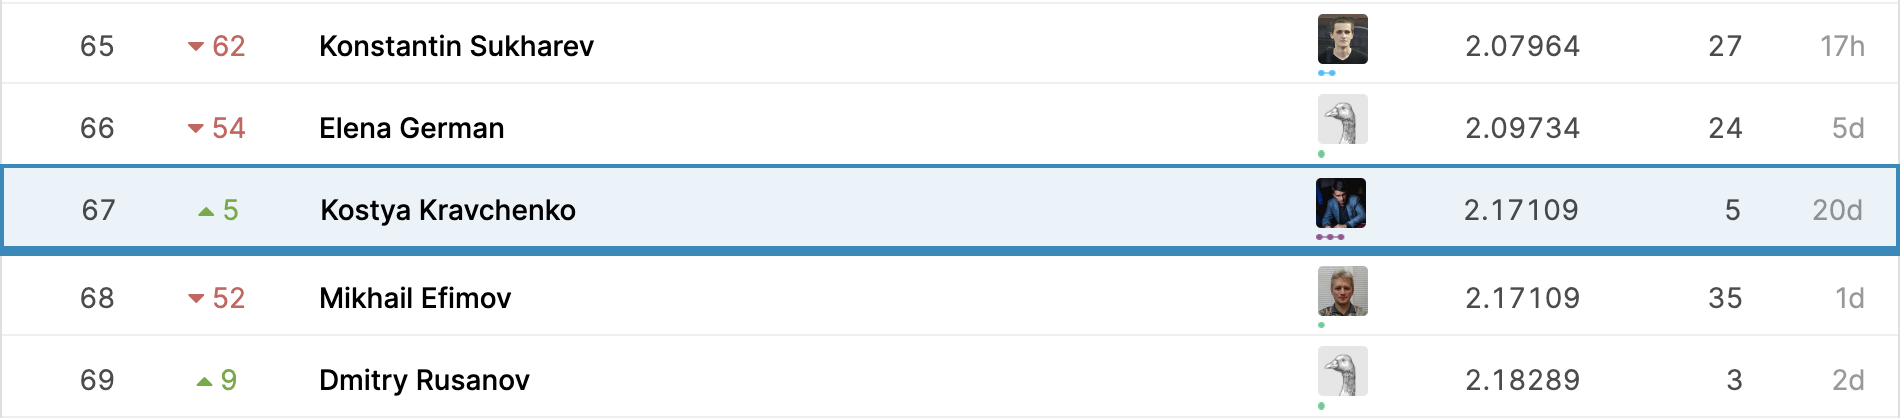 65 62 Konstantin Sukharev 2.07964 27 17h
66 54 Elena German 2.09734 24 5d
67 5 Kostya Kravchenko 2.17109 5 20d
68 52 Mikhail Efimov 2.17109 35 1d
69 9 Dmitry Rusanov 2.18289 3 2d